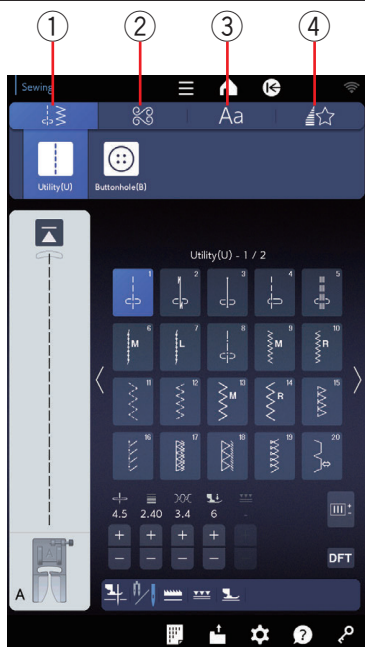 1 2 3 4
Sewing
Aa
Utility(U) Buttonhole(B)
Utility(U) - 1 / 2
1 2 3 4 5
M 6 L 7 8 M 9 R 10
11 12 M 13 R 14 15
16 17 18 19 20
4.5 2.40 3.4 6 -
+ + + +
− − − −
DFT
A